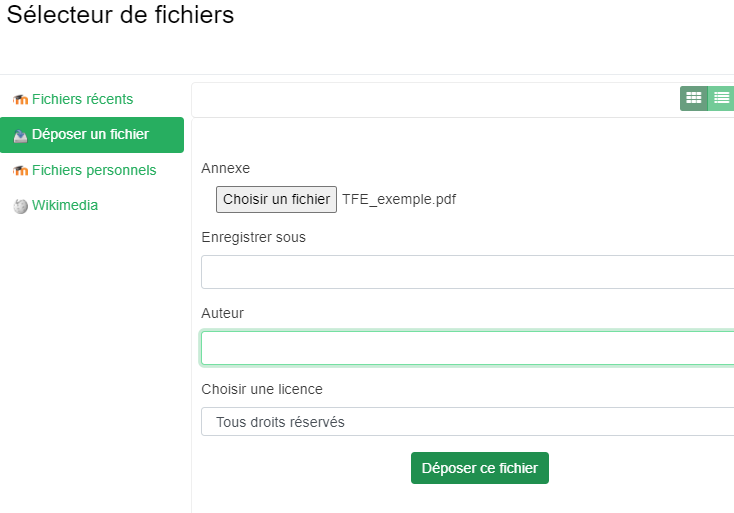 Sélecteur de fichiers
Fichiers récents
Déposer un fichier
Fichiers personnels
Wikimedia
Annexe
Choisir un fichier TFE_exemple.pdf
Enregistrer sous
Auteur
Choisir une licence
Tous droits réservés
Déposer ce fichier